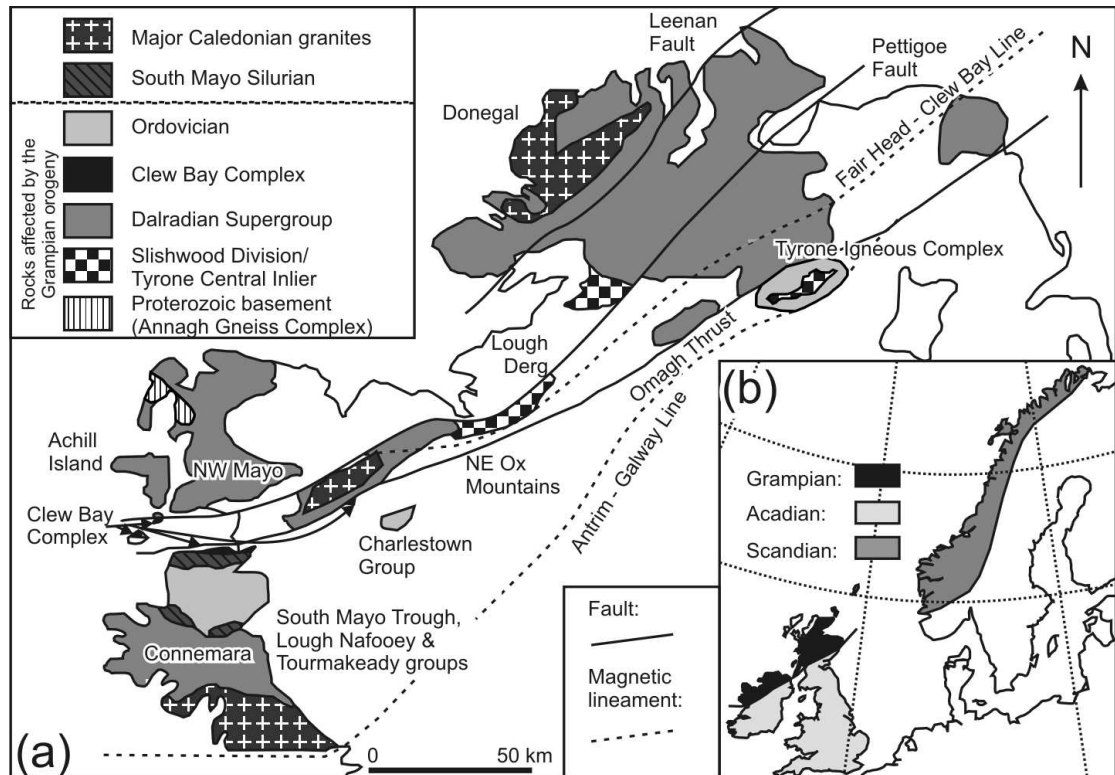 Major Caledonian granites
South Mayo Silurian
Rocks affected by the
Grampian orogeny
Ordovician
Clew Bay Complex
Dalradian Supergroup
Slishwood Division/
Tyrone Central Inlier
Proterozoic basement
(Annagh Gneiss Complex)
Leenan
Fault
Pettigoe
Fault
Fair Head - Clew Bay Line
N
Donegal
Tyrone Igneous Complex
Lough
Derg
Omagh Thrust
Antrim - Galway Line
Achill
Island
NW Mayo
NE Ox
Mountains
Clew Bay
Complex
Charlestown
Group
South Mayo Trough,
Lough Nafooey &
Tourmakeady groups
Connemara
(a)
0
50 km
Fault:
Magnetic
lineament:
(b)
Grampian:
Acadian:
Scandian: